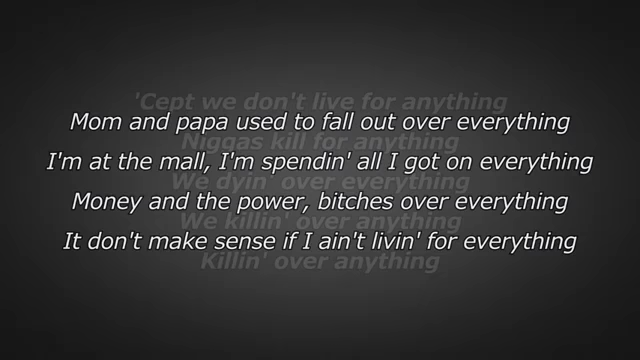 'Cept we don't live for anything
Mom and papa used to fall out over everything
Niggas kill for anything
I'm at the mall, I'm spendin' all I got on everything
We dyin' over everything
Money and the power, bitches over everything
We killin' over anything
It don't make sense if I ain't livin' for everything
Killin' over anything